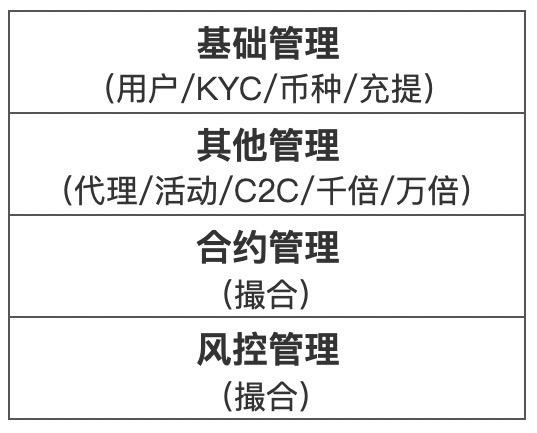 基础管理
(用户/KYC/币种/充提)
其他管理
(代理/活动/C2C/千倍/万倍)
合约管理
(撮合)
风控管理
(撮合)